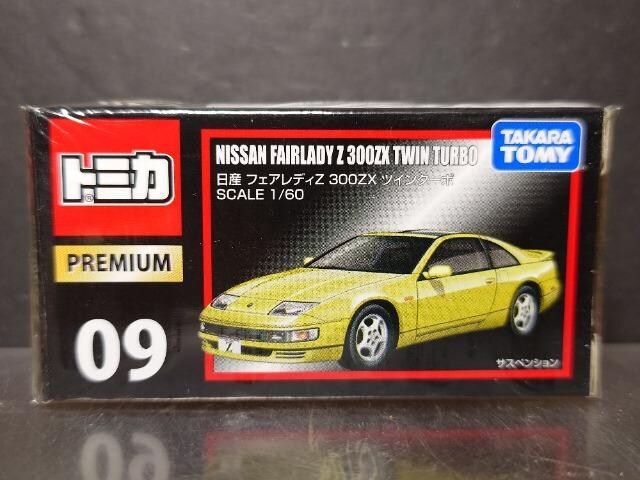 トミカ
PREMIUM
09
NISSAN FAIRLADY Z 300ZX TWIN TURBO
日産 フェアレディZ 300ZX ツインターボ
SCALE 1/60
TAKARA
TOMY
サスペンション